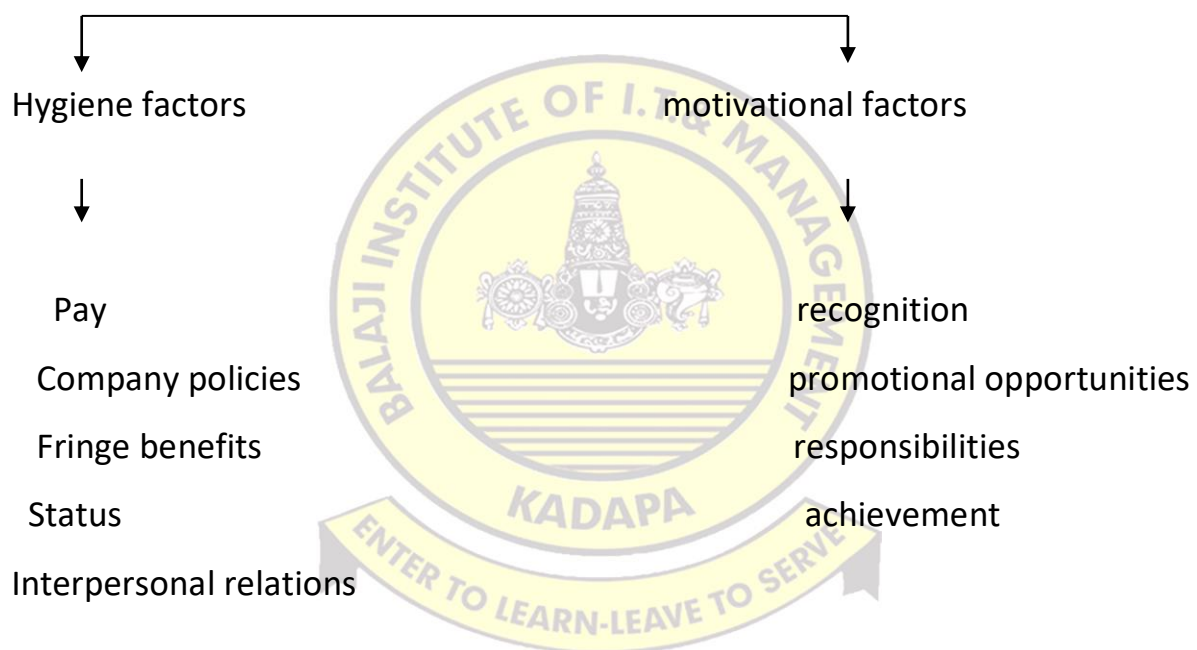 Hygiene factors motivational factors
Pay recognition
Company policies promotional opportunities
Fringe benefits responsibilities
Status achievement
Interpersonal relations
BALAJI INSTITUTE OF I.T.& MANAGEMENT
KADAPA
ENTER TO LEARN-LEAVE TO SERVE